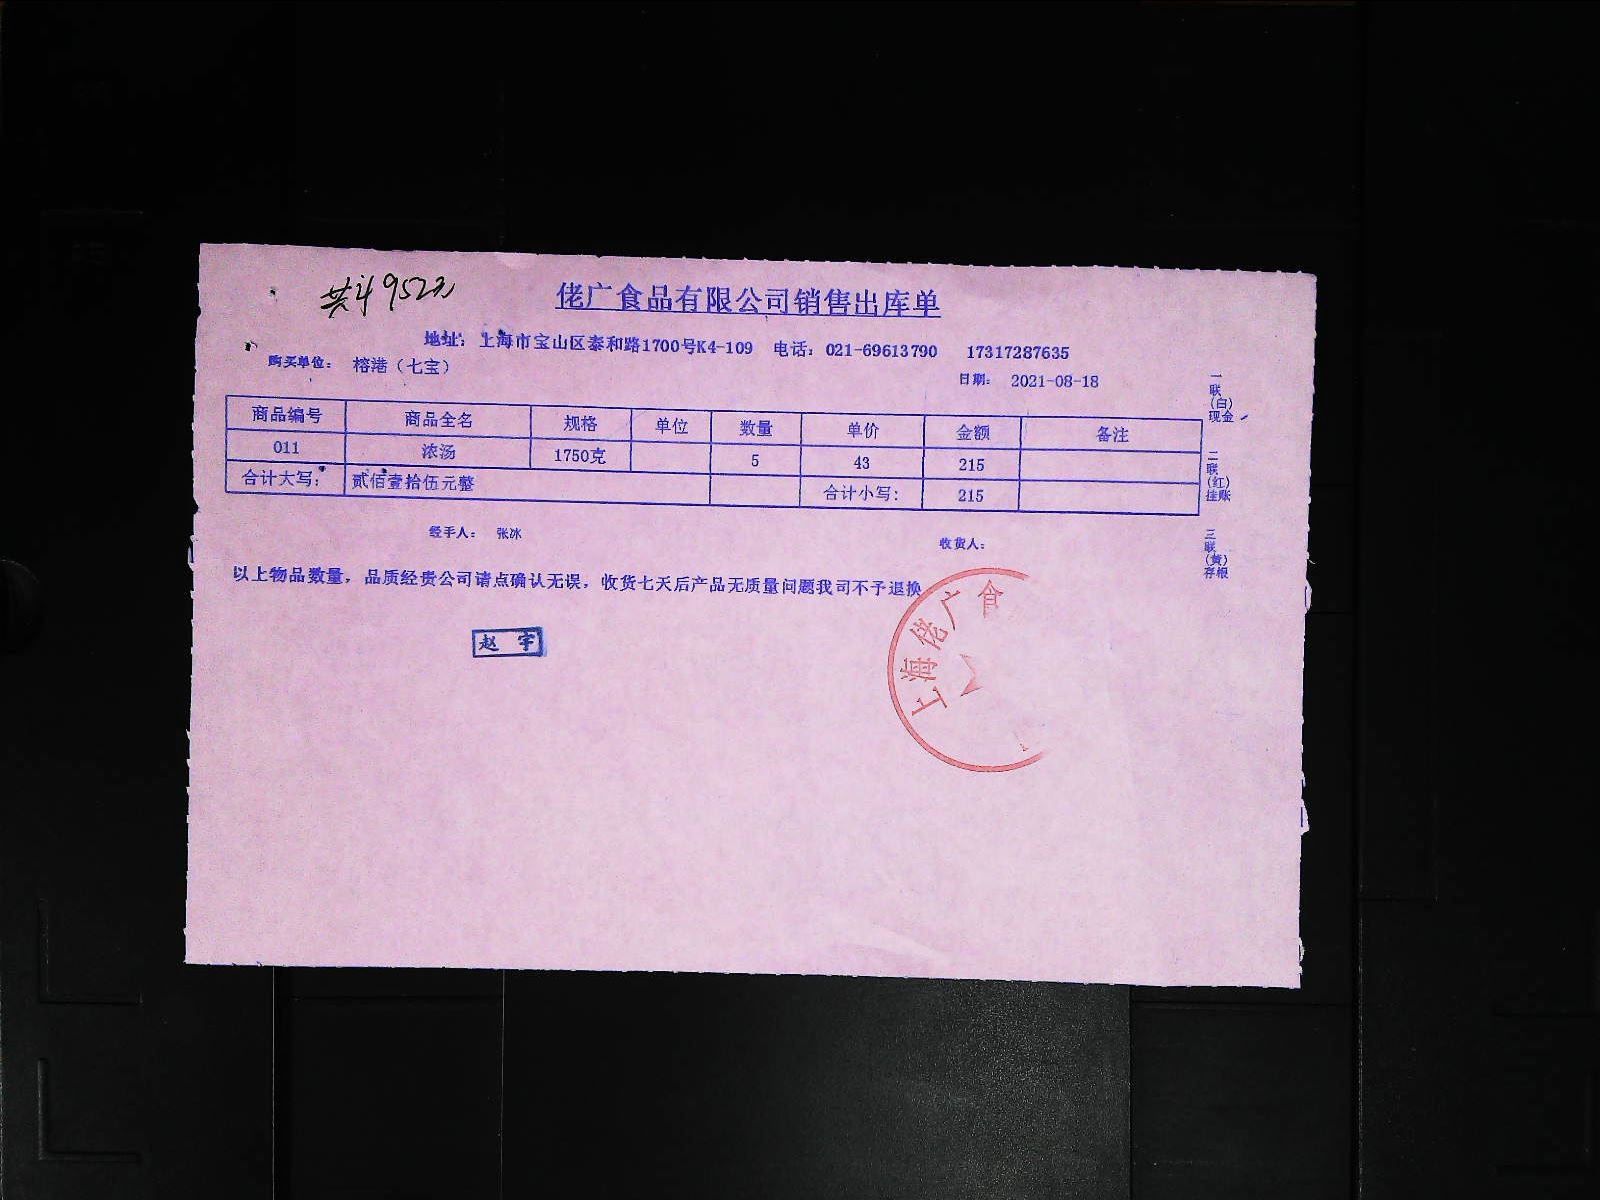 共计952元
佬广食品有限公司销售出库单
地址：上海市宝山区泰和路1700号K4-109 电话：021-69613790 17317287635
购买单位：榕港（七宝）
日期：2021-08-18
商品编号 商品全名 规格 单位 数量 单价 金额 备注
011 浓汤 1750克 5 43 215
合计大写： 贰佰壹拾伍元整 合计小写： 215
经手人：张冰 收货人：
以上物品数量，品质经贵公司请点确认无误，收货七天后产品无质量问题我司不予退换
赵宇
上海佬广食
一联（白）现金
二联（红）挂账
三联（黄）存根